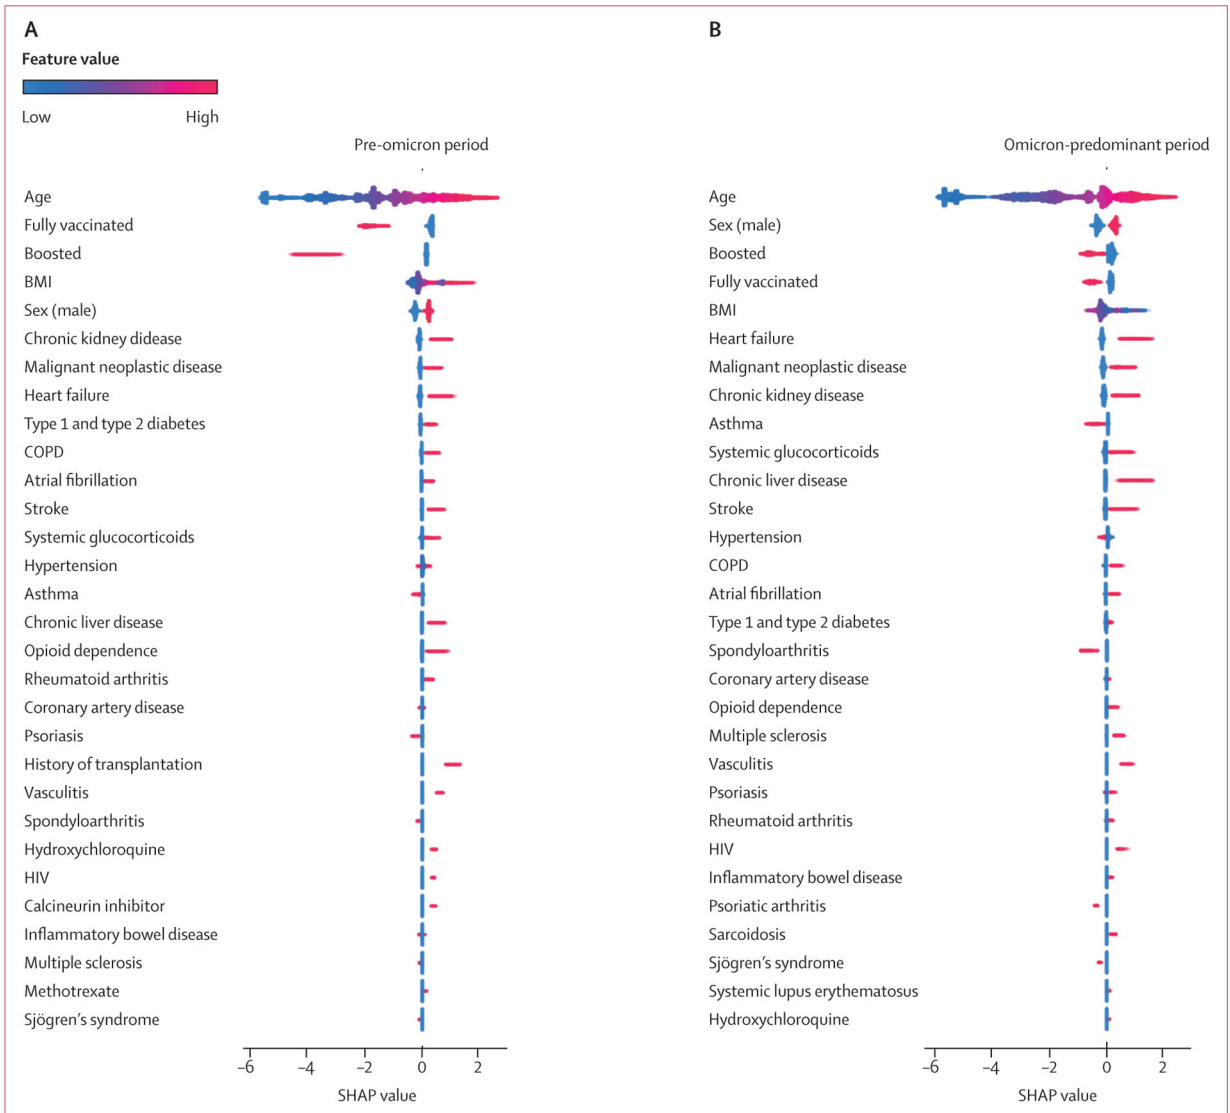 A
Feature value
Low High
Pre-omicron period
Age
Fully vaccinated
Boosted
BMI
Sex (male)
Chronic kidney didease
Malignant neoplastic disease
Heart failure
Type 1 and type 2 diabetes
COPD
Atrial fibrillation
Stroke
Systemic glucocorticoids
Hypertension
Asthma
Chronic liver disease
Opioid dependence
Rheumatoid arthritis
Coronary artery disease
Psoriasis
History of transplantation
Vasculitis
Spondyloarthritis
Hydroxychloroquine
HIV
Calcineurin inhibitor
Inflammatory bowel disease
Multiple sclerosis
Methotrexate
Sjögren's syndrome
–6 –4 –2 0 2
SHAP value
B
Omicron-predominant period
Age
Sex (male)
Boosted
Fully vaccinated
BMI
Heart failure
Malignant neoplastic disease
Chronic kidney disease
Asthma
Systemic glucocorticoids
Chronic liver disease
Stroke
Hypertension
COPD
Atrial fibrillation
Type 1 and type 2 diabetes
Spondyloarthritis
Coronary artery disease
Opioid dependence
Multiple sclerosis
Vasculitis
Psoriasis
Rheumatoid arthritis
HIV
Inflammatory bowel disease
Psoriatic arthritis
Sarcoidosis
Sjögren's syndrome
Systemic lupus erythematosus
Hydroxychloroquine
–6 –4 –2 0 2
SHAP value